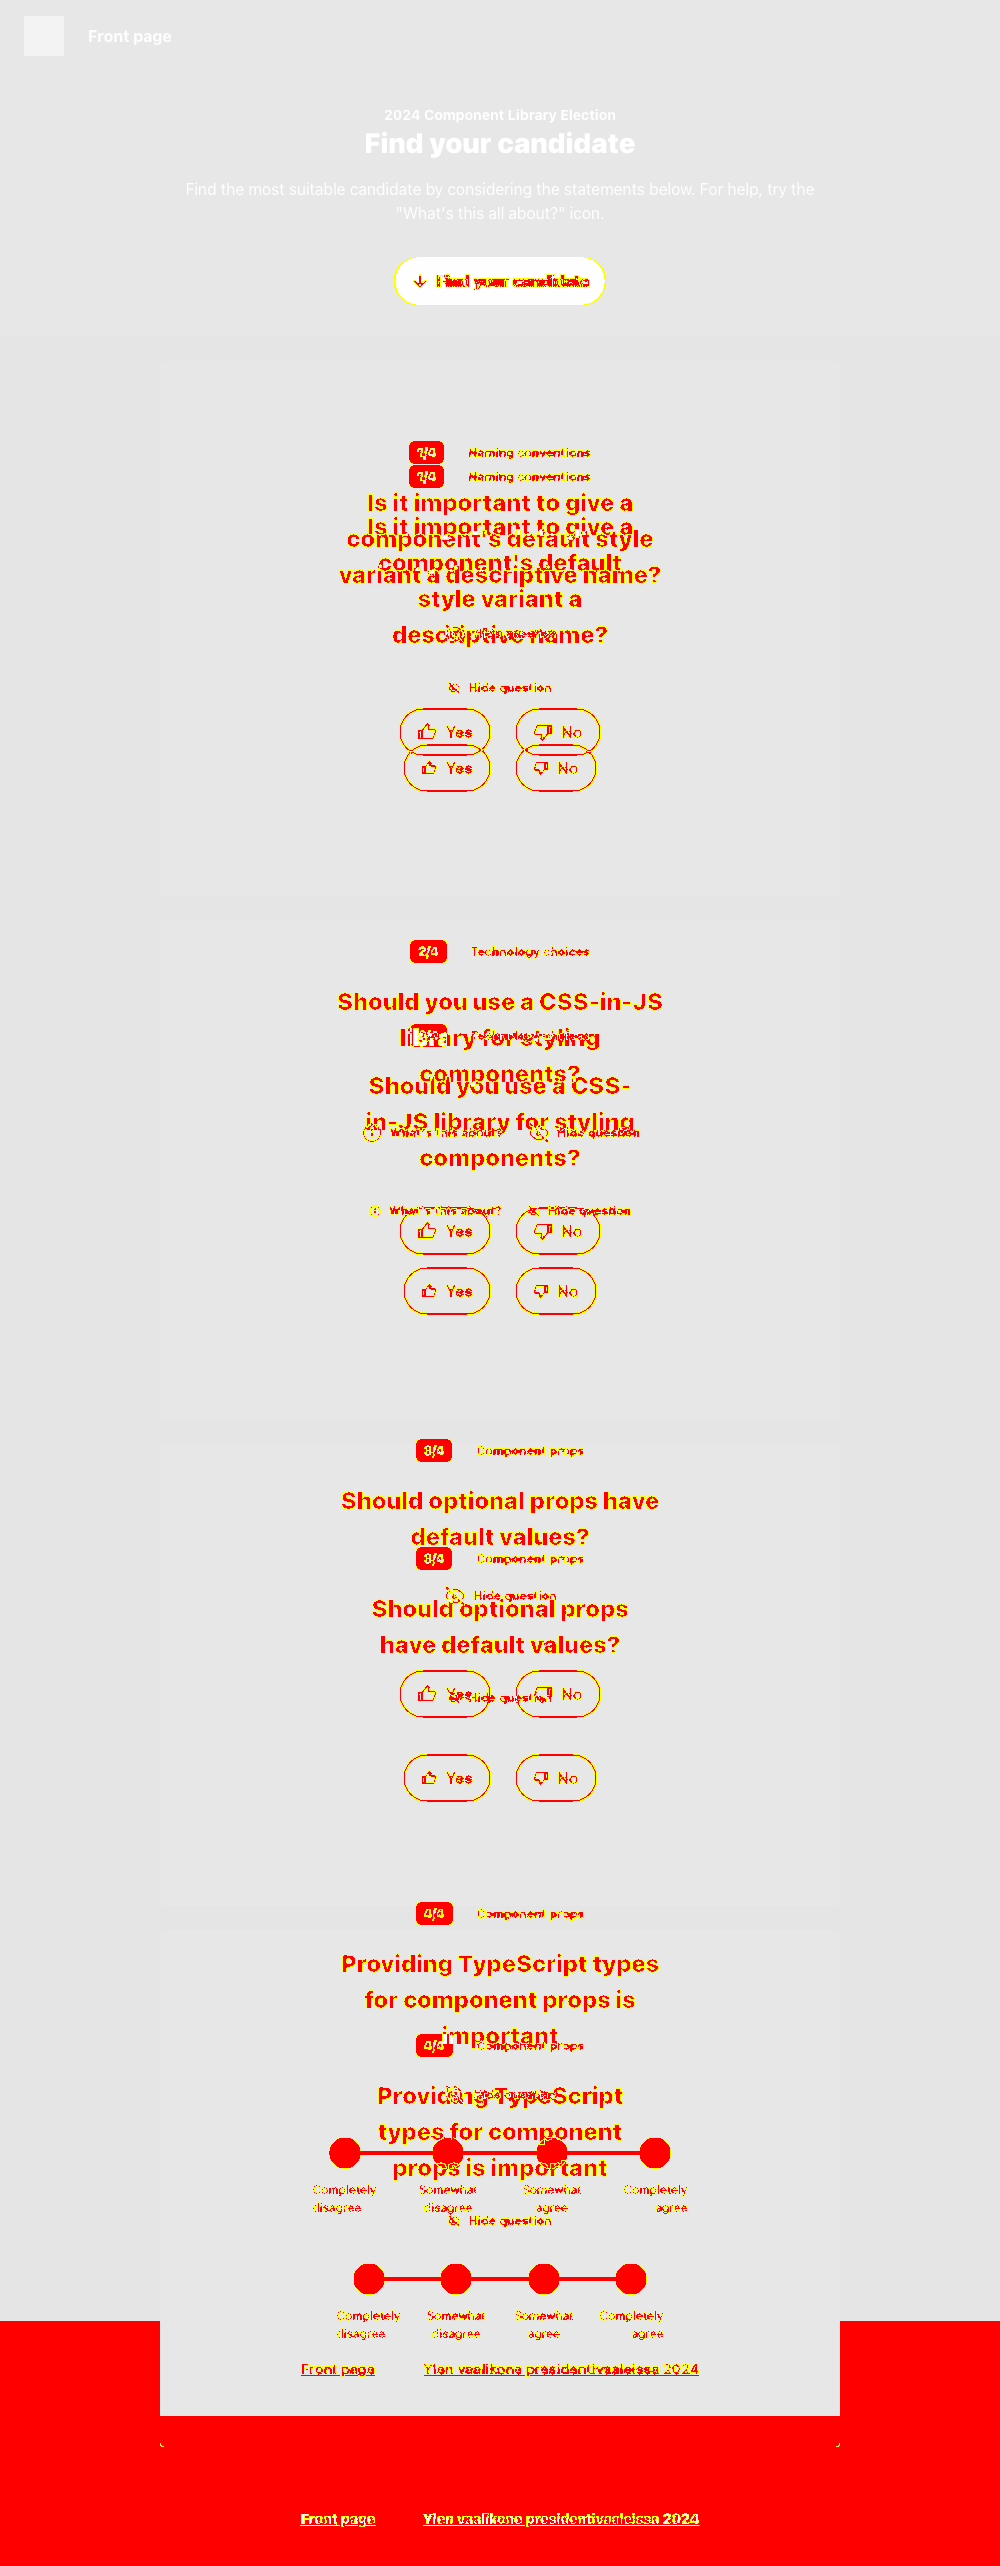 Front page
2024 Component Library Election
Find your candidate
Find the most suitable candidate by considering the statements below. For help, try the
"What's this all about?" icon.
Find your candidate
1/4 Naming conventions
1/4 Naming conventions
Is it important to give a
Is it important to give a
component's default style
component's default
variant a descriptive name?
style variant a
descriptive name?
Hide question
Yes No
Yes No
2/4 Technology choices
Should you use a CSS-in-JS
library for styling
components?
Should you use a CSS-
in-JS library for styling
What's this about? Hide question
components?
What's this about? Hide question
Yes No
Yes No
3/4 Component props
Should optional props have
default values?
3/4 Component props
Hide question
Should optional props
have default values?
Yes No
Hide question
Yes No
4/4 Component props
Providing TypeScript types
for component props is
important
4/4 Component props
Providing TypeScript
types for component
props is important
Completely disagree Somewhat disagree Somewhat agree Completely agree
Hide question
Completely disagree Somewhat disagree Somewhat agree Completely agree
Front page Ylen vaalikone presidentivaaleissa 2024
Front page Ylen vaalikone presidentivaaleissa 2024